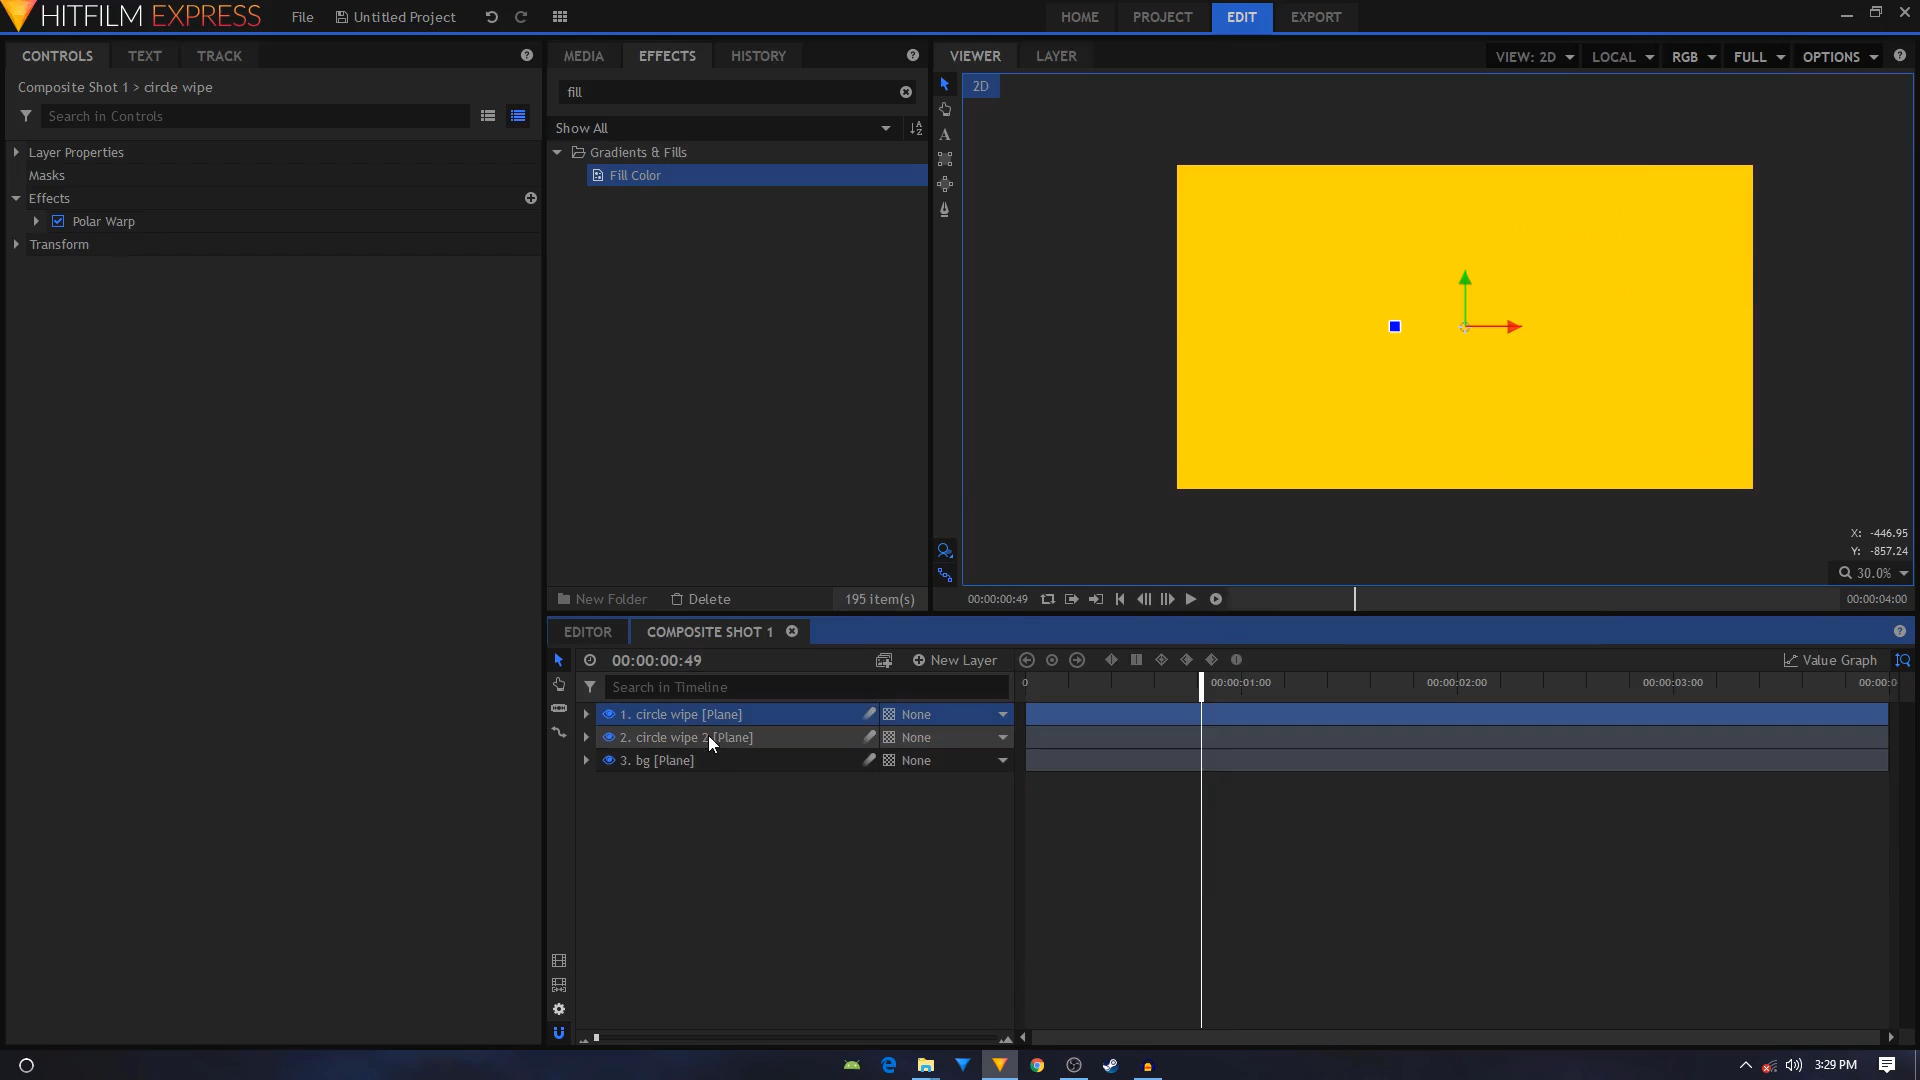 HITFILM EXPRESS
File
Untitled Project
HOME
PROJECT
EDIT
EXPORT
CONTROLS
TEXT
TRACK
Composite Shot 1 > circle wipe
Search in Controls
Layer Properties
Masks
Effects
Polar Warp
Transform
MEDIA
EFFECTS
HISTORY
fill
Show All
Gradients & Fills
Fill Color
New Folder
Delete
195 item(s)
VIEWER
LAYER
VIEW: 2D
LOCAL
RGB
FULL
OPTIONS
2D
X: -446.95
Y: -857.24
30.0%
00:00:00:49
00:00:04:00
EDITOR
COMPOSITE SHOT 1
00:00:00:49
New Layer
Value Graph
Search in Timeline
0
00:00:01:00
00:00:02:00
00:00:03:00
00:00:0
1. circle wipe [Plane]
None
2. circle wipe 2 [Plane]
None
3. bg [Plane]
None
3:29 PM